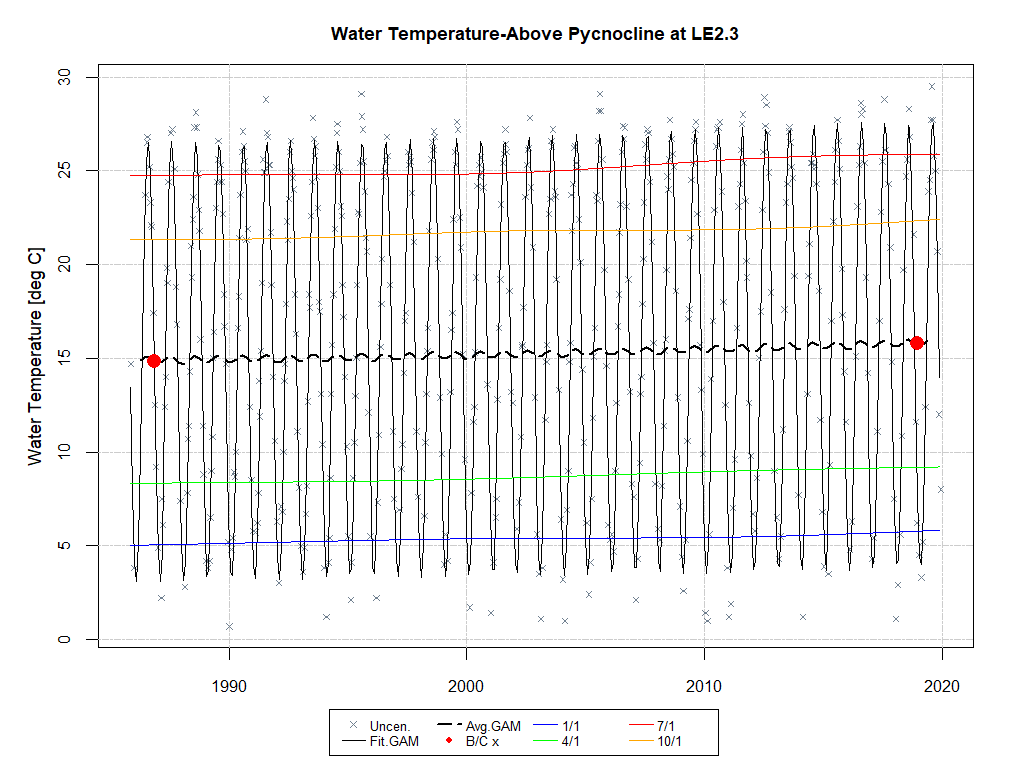 Water Temperature-Above Pycnocline at LE2.3
Water Temperature [deg C]
30
25
20
15
10
5
0
1990 2000 2010 2020
Uncen. Avg.GAM 1/1 7/1
Fit.GAM B/C x 4/1 10/1